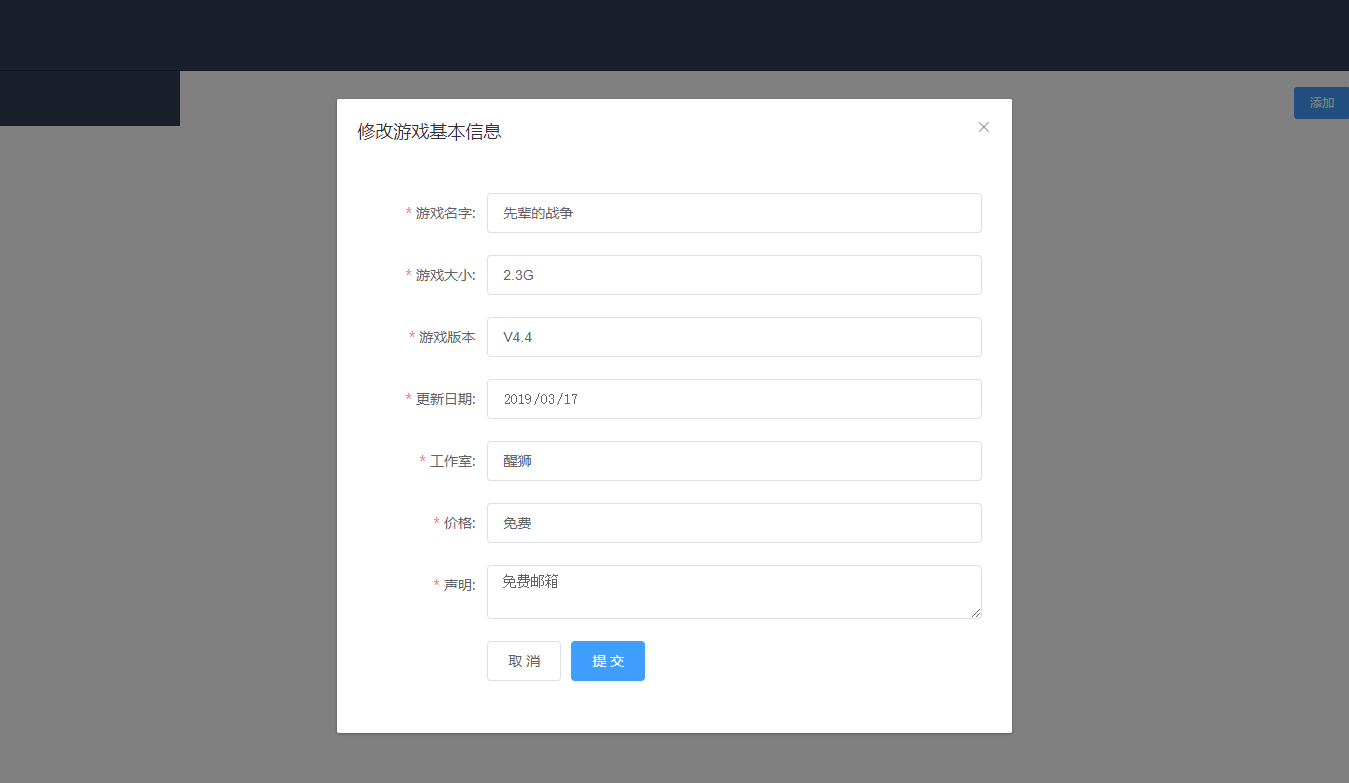 添加
修改游戏基本信息
* 游戏名字: 先辈的战争
* 游戏大小: 2.3G
* 游戏版本 V4.4
* 更新日期: 2019/03/17
* 工作室: 醒狮
* 价格: 免费
* 声明: 免费邮箱
取 消 提 交